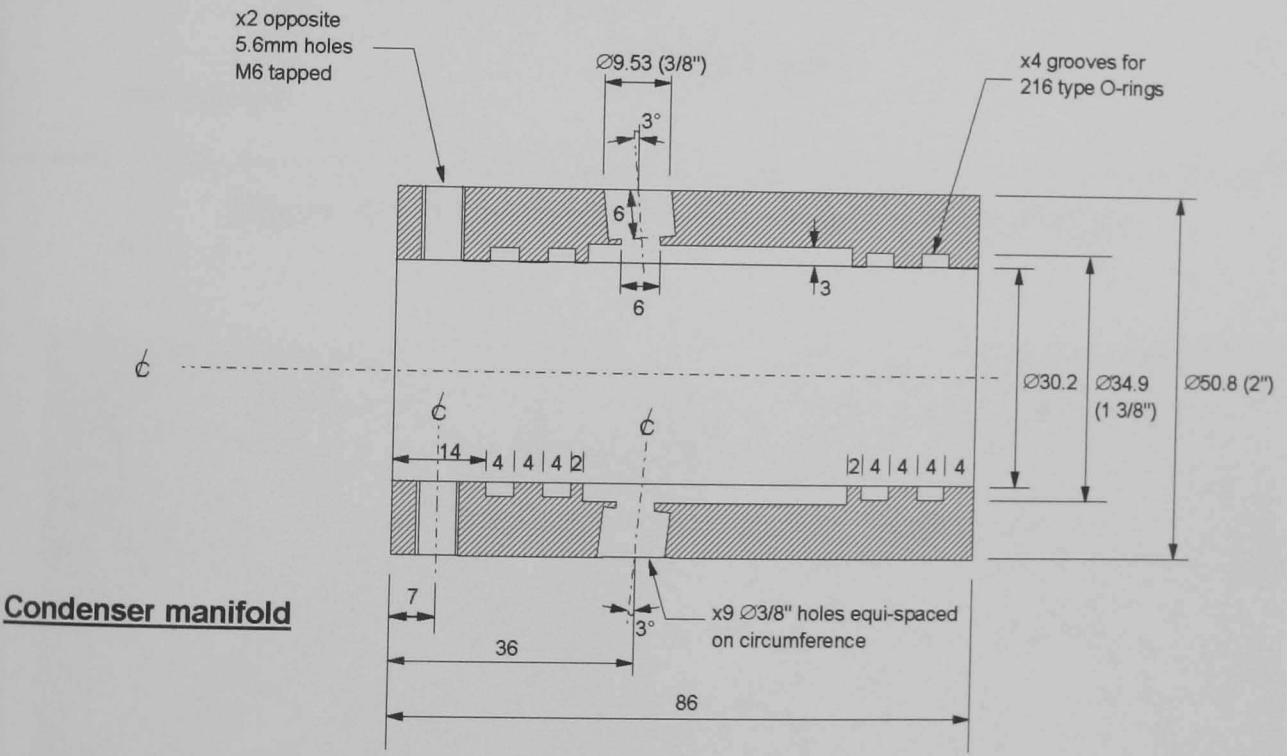 x2 opposite
5.6mm holes
M6 tapped
∅9.53 (3/8")
x4 grooves for
216 type O-rings
3°
6
3
6
℄
∅30.2
∅34.9
(1 3/8")
∅50.8 (2")
℄
℄
14 |4|4|4|2|
|2|4|4|4|4
7
Condenser manifold
3°
x9 ∅3/8" holes equi-spaced
on circumference
36
86